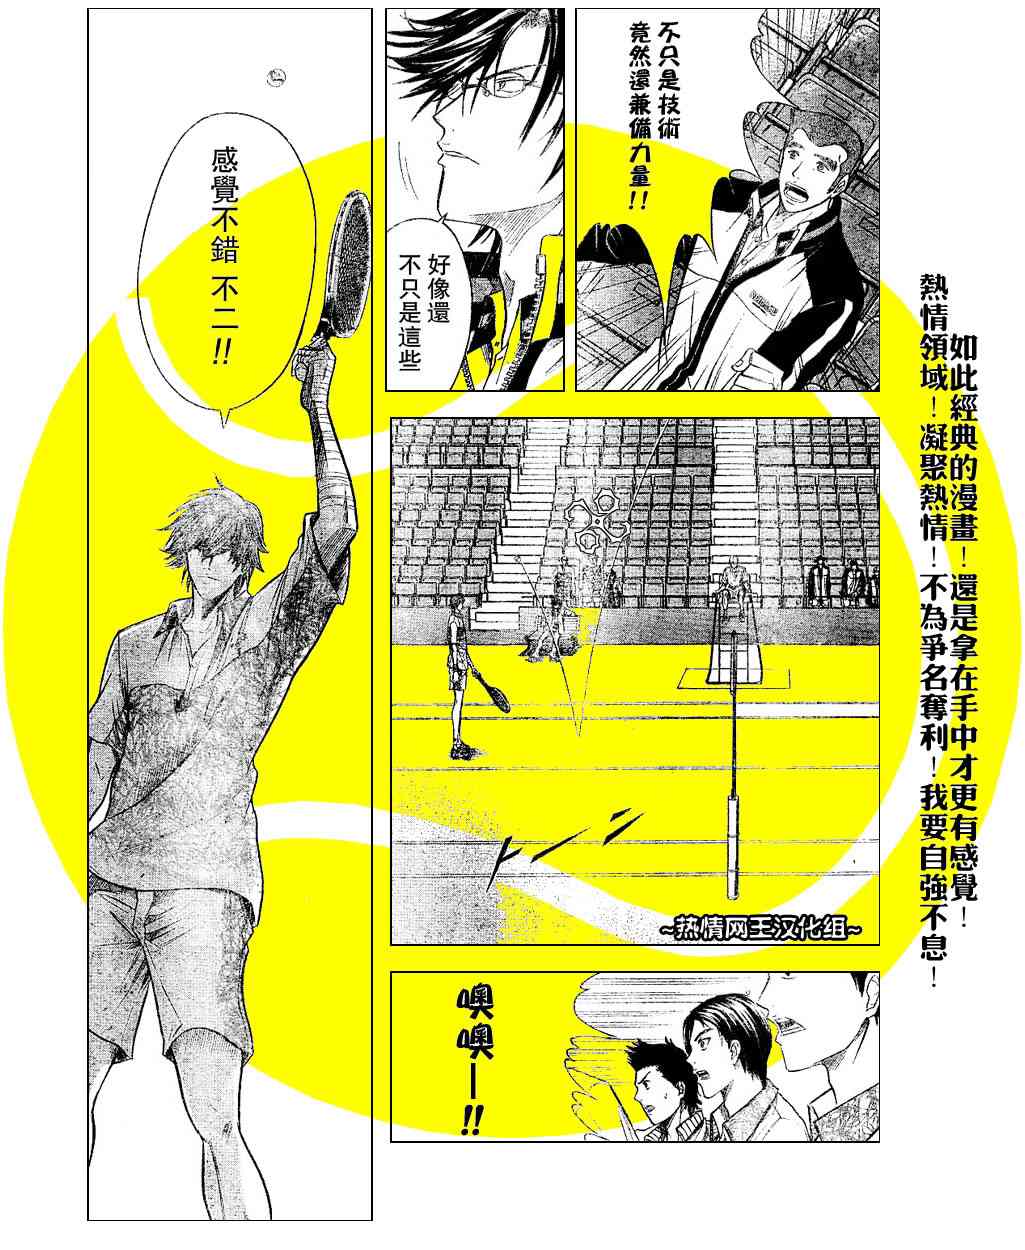 如此經典的漫畫！還是拿在手中才更有感覺！
熱情領域！凝聚熱情！不為爭名奪利！我要自強不息！
不只是技術
竟然還兼備力量!!
好像還
不只是這些
感覺不錯 不二!!
~热情网王汉化组~
噢噢ー!!